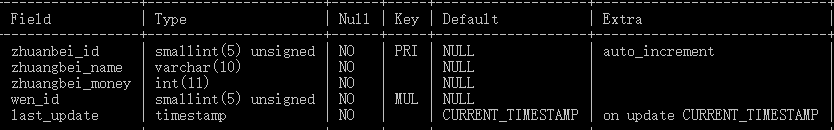 Field Type Null Key Default Extra
zhuanbei_id smallint(5) unsigned NO PRI NULL auto_increment
zhuangbei_name varchar(10) NO NULL
zhuangbei_money int(11) NO NULL
wen_id smallint(5) unsigned NO MUL NULL
last_update timestamp NO CURRENT_TIMESTAMP on update CURRENT_TIMESTAMP